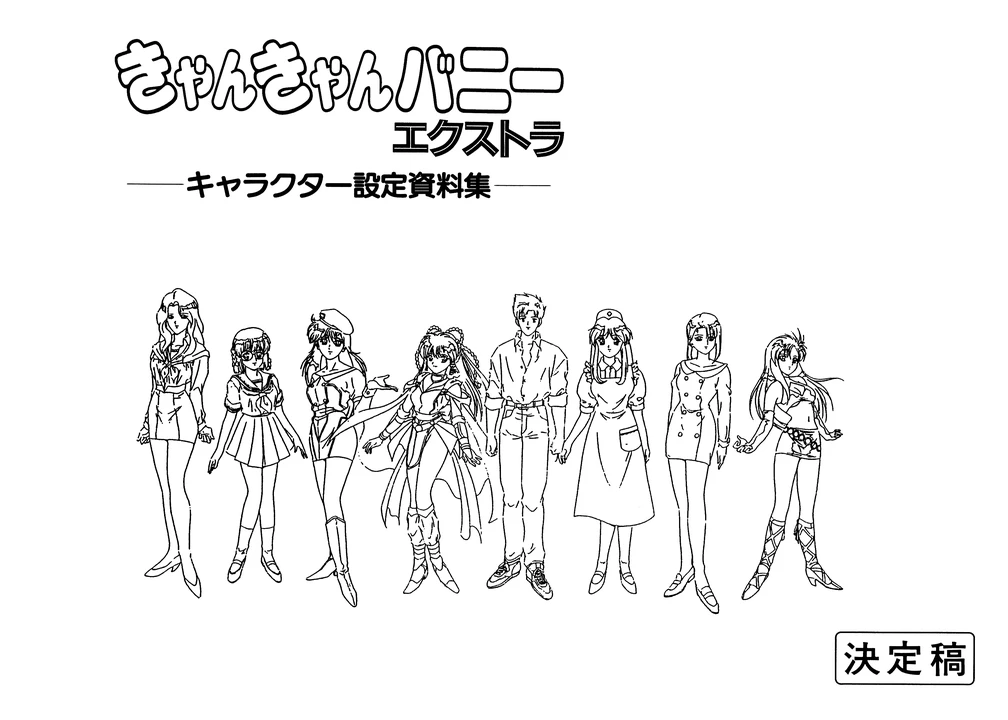 きゃんきゃんバニー
エクストラ
キャラクター設定資料集
決定稿